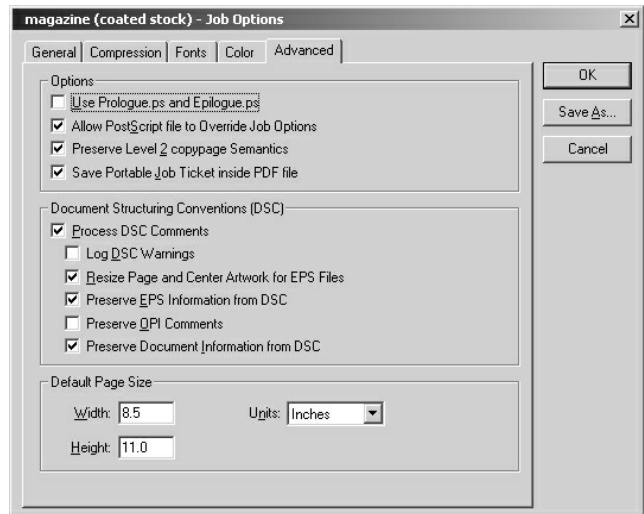 magazine (coated stock) - Job Options
General Compression Fonts Color Advanced
Options
Use Prologue.ps and Epilogue.ps
Allow PostScript file to Override Job Options
Preserve Level 2 copypage Semantics
Save Portable Job Ticket inside PDF file
Document Structuring Conventions (DSC)
Process DSC Comments
Log DSC Warnings
Resize Page and Center Artwork for EPS Files
Preserve EPS Information from DSC
Preserve OPI Comments
Preserve Document Information from DSC
Default Page Size
Width: 8.5 Units: Inches
Height: 11.0
OK
Save As...
Cancel